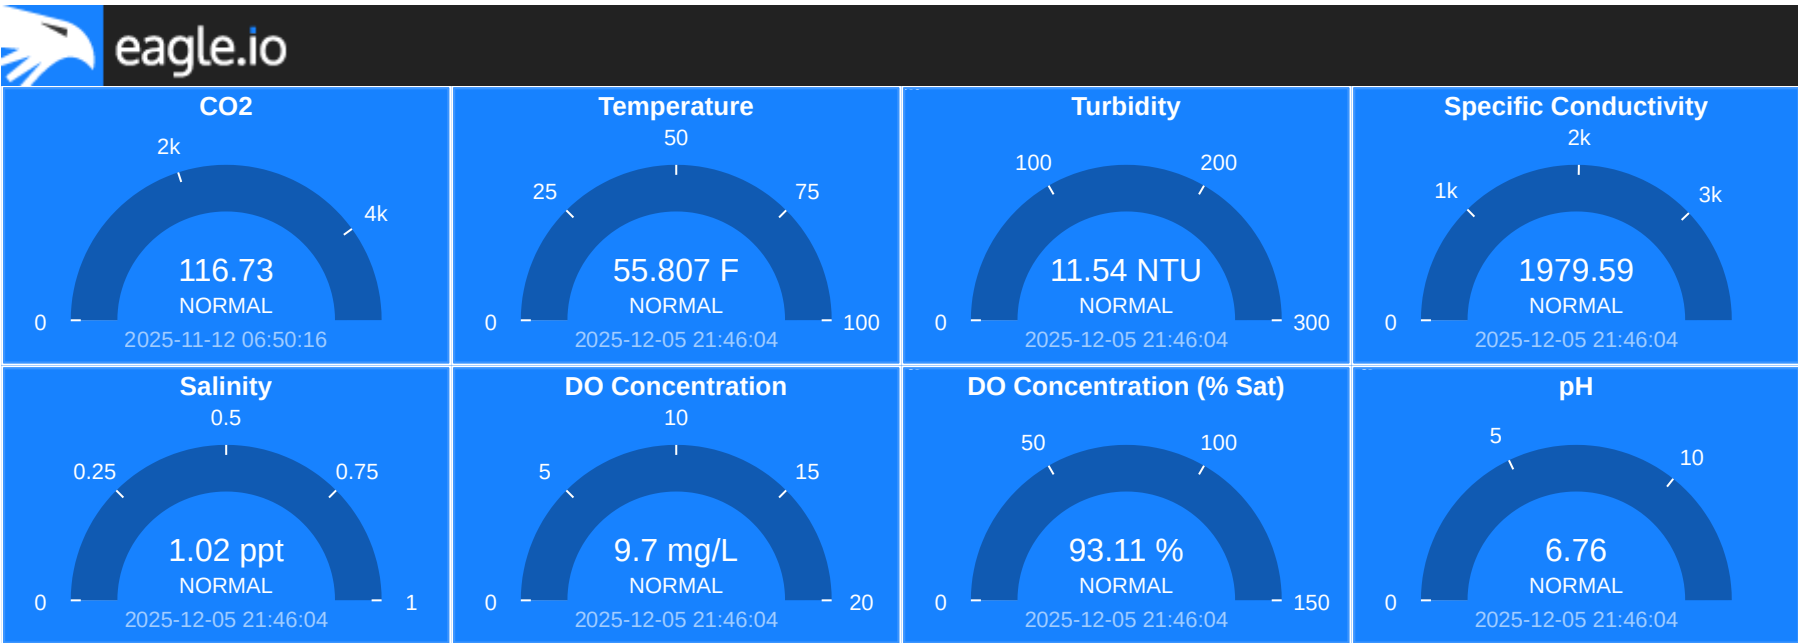 eagle.io
CO2
2k
4k
0
116.73
NORMAL
2025-11-12 06:50:16
Temperature
50
25
75
0
100
55.807 F
NORMAL
2025-12-05 21:46:04
Turbidity
100
200
0
300
11.54 NTU
NORMAL
2025-12-05 21:46:04
Specific Conductivity
2k
1k
3k
0
1979.59
NORMAL
2025-12-05 21:46:04
Salinity
0.5
0.25
0.75
0
1
1.02 ppt
NORMAL
2025-12-05 21:46:04
DO Concentration
10
5
15
0
20
9.7 mg/L
NORMAL
2025-12-05 21:46:04
DO Concentration (% Sat)
50
100
0
150
93.11 %
NORMAL
2025-12-05 21:46:04
pH
5
10
0
6.76
NORMAL
2025-12-05 21:46:04